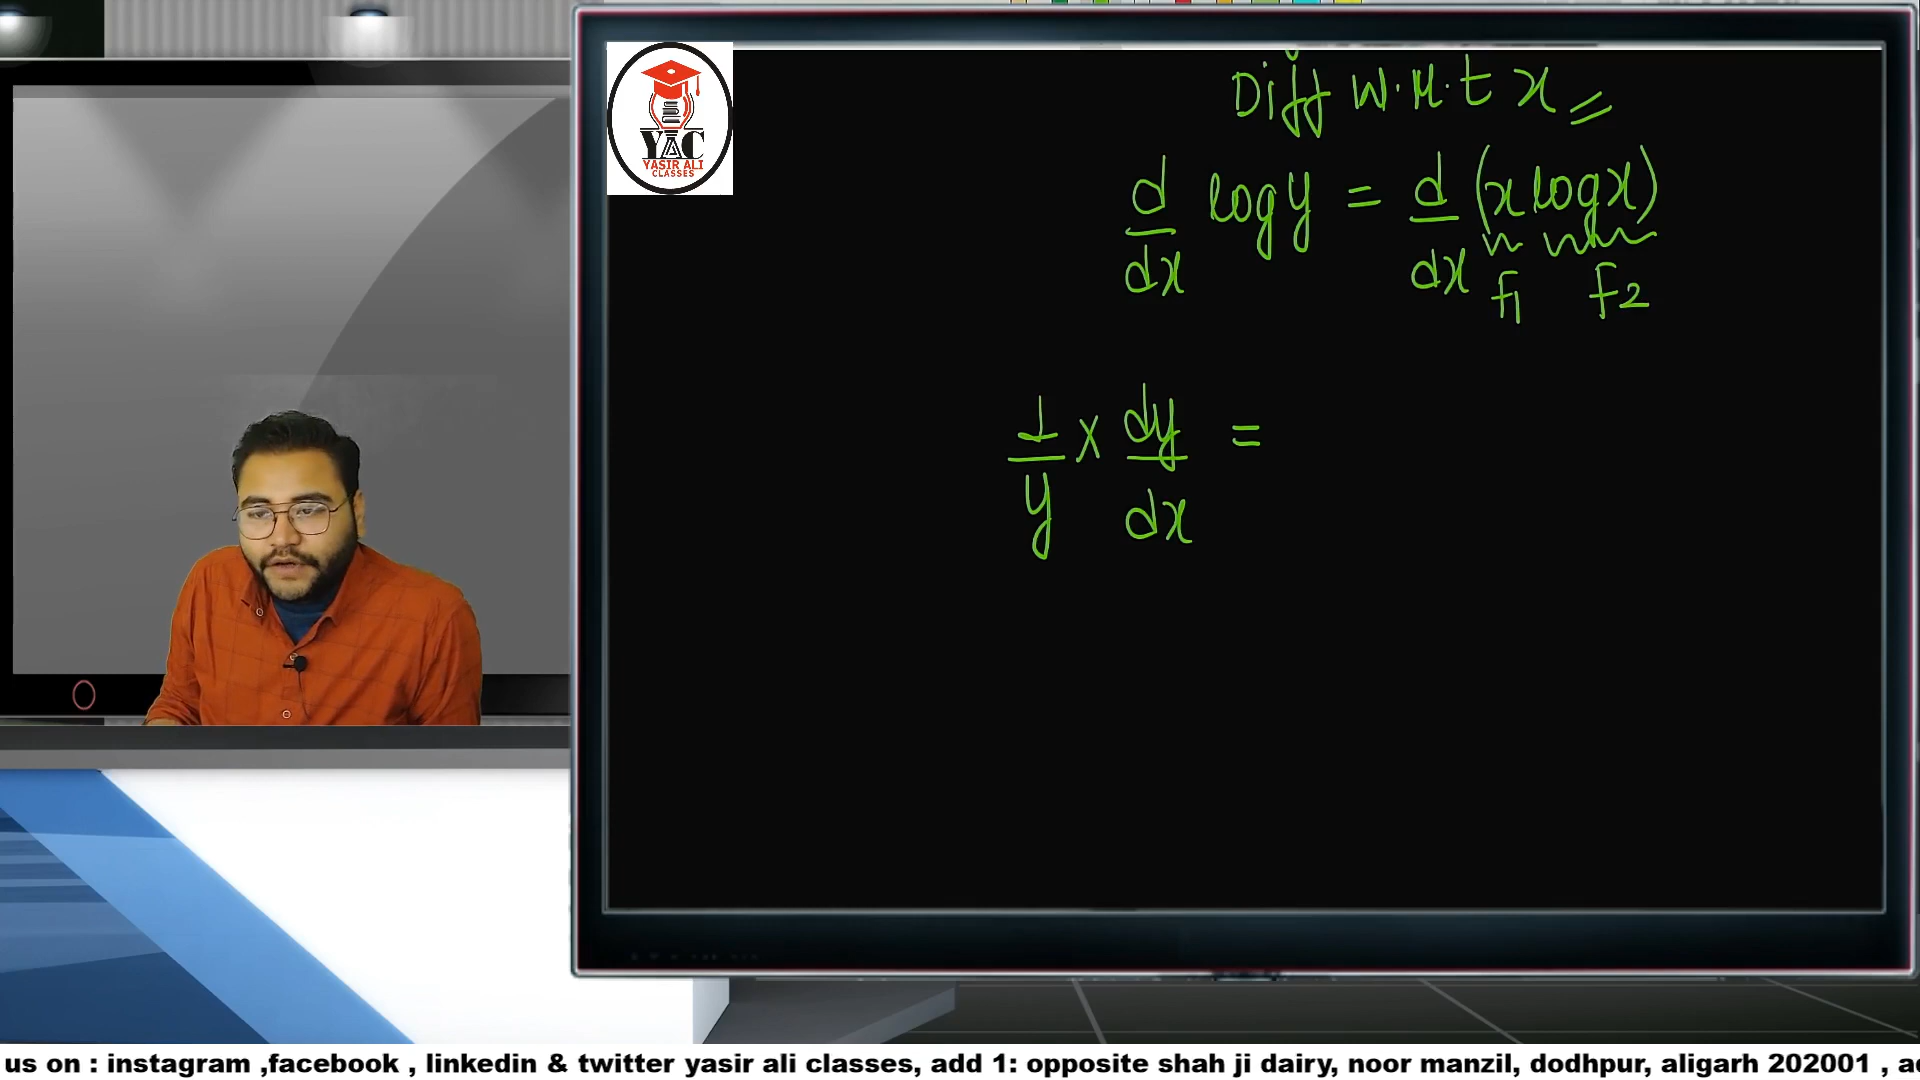 YAC
YASIR ALI
CLASSES
Diff W.r.t x
d/dx log y = d/dx (x log x)
f1 f2
1/y x dy/dx =
us on : instagram ,facebook , linkedin & twitter yasir ali classes, add 1: opposite shah ji dairy, noor manzil, dodhpur, aligarh 202001 ,